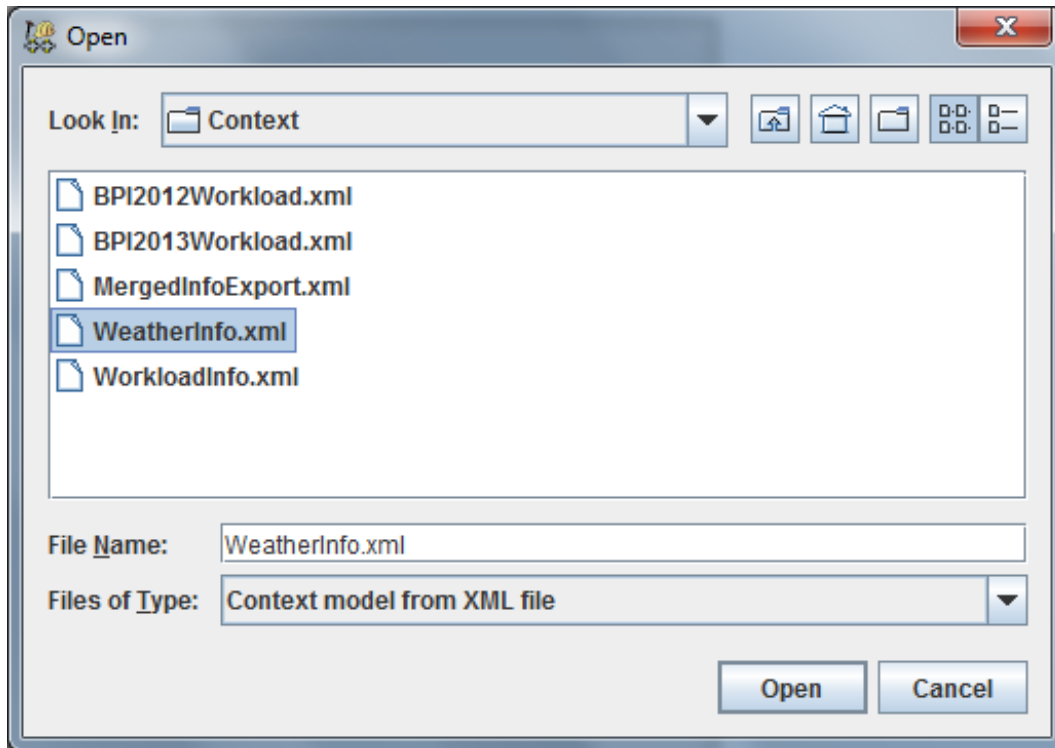 Open
Look In: Context
BPI2012Workload.xml
BPI2013Workload.xml
MergedInfoExport.xml
WeatherInfo.xml
WorkloadInfo.xml
File Name: WeatherInfo.xml
Files of Type: Context model from XML file
Open Cancel